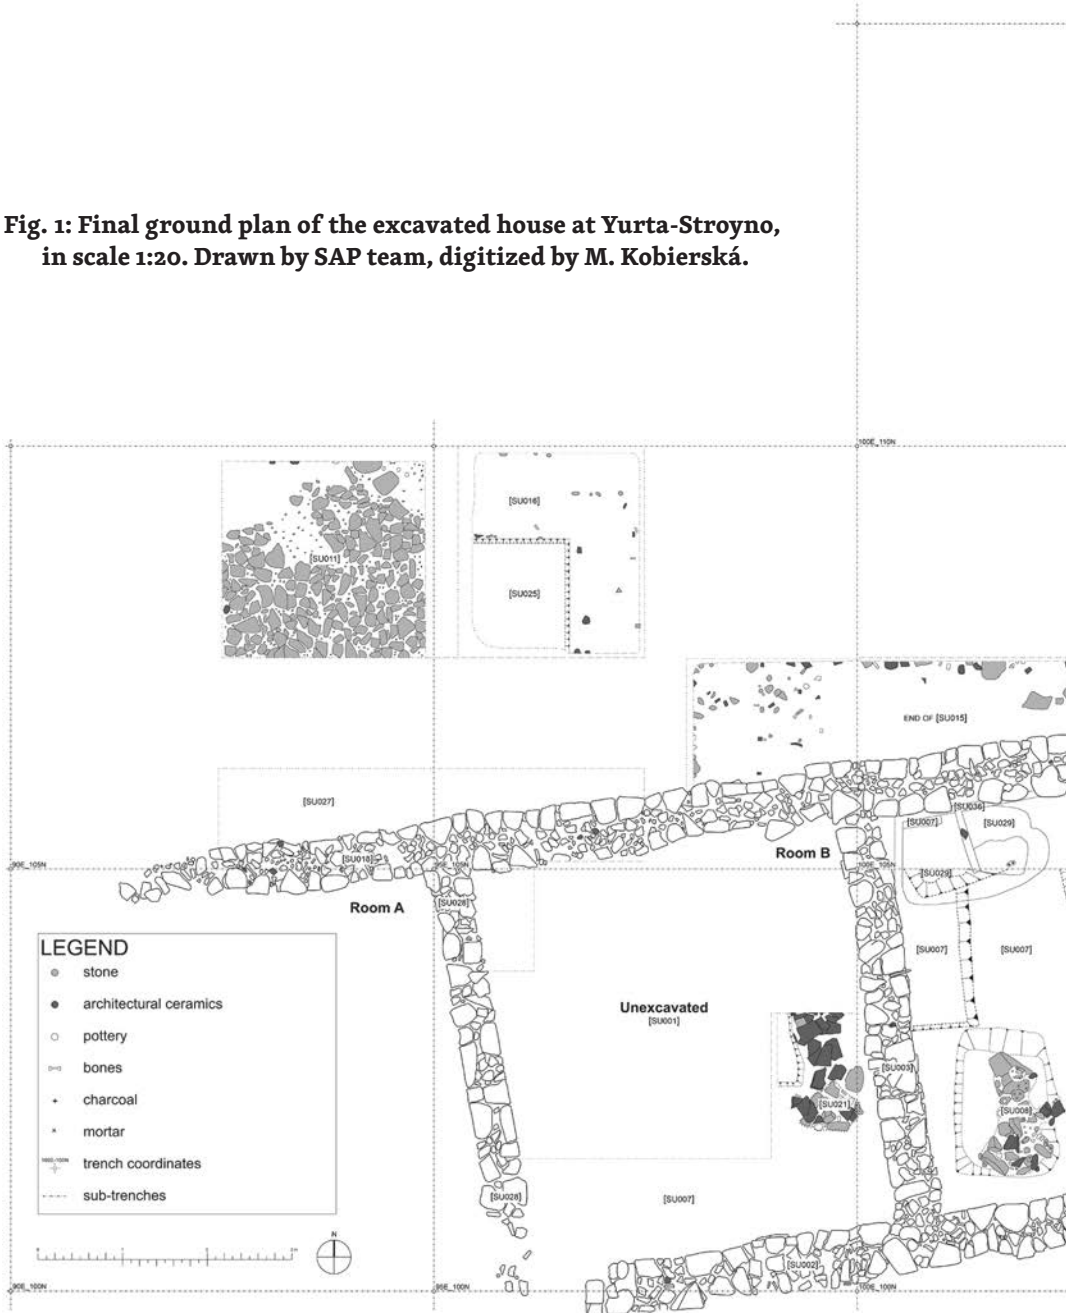 Fig. 1: Final ground plan of the excavated house at Yurta-Stroyno,
in scale 1:20. Drawn by SAP team, digitized by M. Kobierská.
100E_110N
[SU016]
[SU011]
[SU025]
END OF [SU015]
[SU027]
[SU036]
[SU007]
[SU029]
Room B
[SU018]
90E_105N
95E_105N
100E_105N
[SU029]
Room A
[SU028]
LEGEND
stone
architectural ceramics
pottery
bones
charcoal
mortar
trench coordinates
sub-trenches
[SU007]
[SU007]
Unexcavated
[SU001]
[SU003]
[SU021]
[SU008]
[SU028]
[SU007]
N
[SU002]
90E_100N
95E_100N
100E_100N